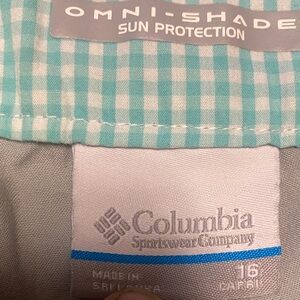 OMNI-SHADE
SUN PROTECTION
Columbia
Sportswear Company
MADE IN
SRI LANKA
16
CAPRI